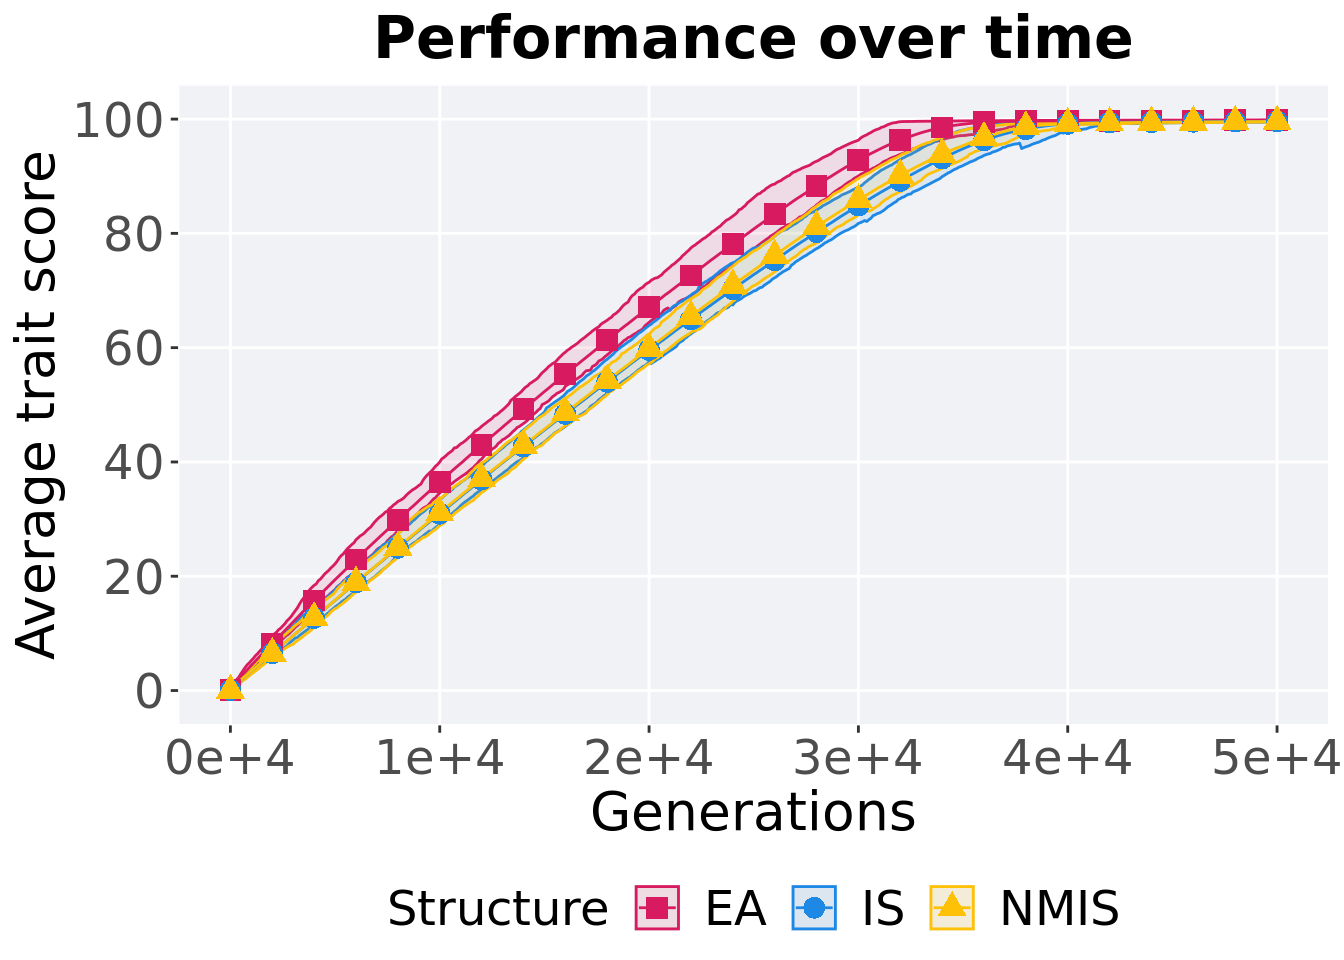 Performance over time
Average trait score
100
80
60
40
20
0
0e+4 1e+4 2e+4 3e+4 4e+4 5e+4
Generations
Structure EA IS NMIS